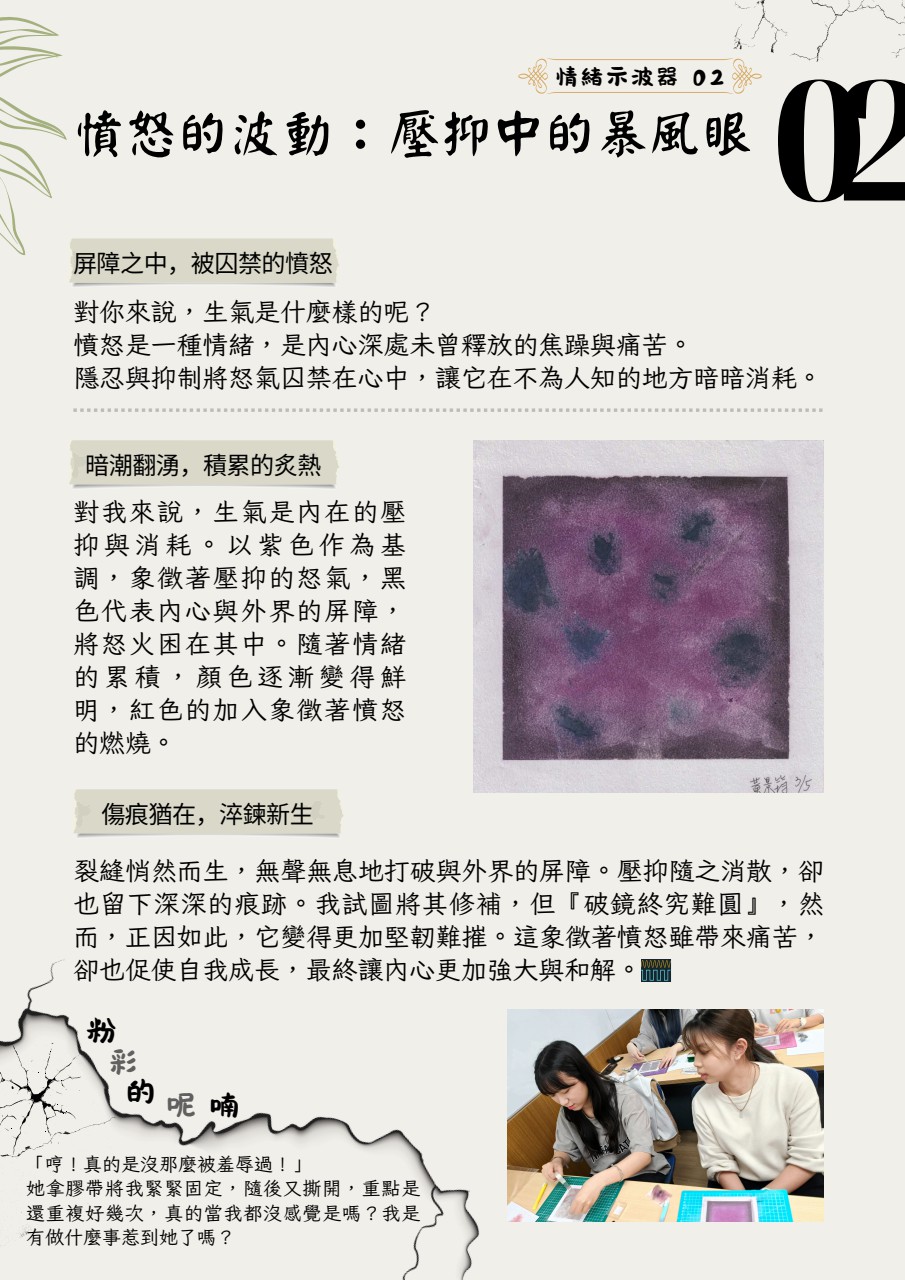 情緒示波器 02
憤怒的波動：壓抑中的暴風眼
02
屏障之中，被囚禁的憤怒
對你來說，生氣是什麼樣的呢？
憤怒是一種情緒，是內心深處未曾釋放的焦躁與痛苦。
隱忍與抑制將怒氣囚禁在心中，讓它在不為人知的地方暗暗消耗。
暗潮翻湧，積累的炙熱
對我來說，生氣是內在的壓
抑與消耗。以紫色作為基
調，象徵著壓抑的怒氣，黑
色代表內心與外界的屏障，
將怒火困在其中。隨著情緒
的累積，顏色逐漸變得鮮
明，紅色的加入象徵著憤怒
的燃燒。
3/5
傷痕猶在，淬鍊新生
裂縫悄然而生，無聲無息地打破與外界的屏障。壓抑隨之消散，卻
也留下深深的痕跡。我試圖將其修補，但『破鏡終究難圓』，然
而，正因如此，它變得更加堅韌難摧。這象徵著憤怒雖帶來痛苦，
卻也促使自我成長，最終讓內心更加強大與和解。
粉彩的呢喃
「哼！真的是沒那麼被羞辱過！」
她拿膠帶將我緊緊固定，隨後又撕開，重點是
還重複好幾次，真的當我都沒感覺是嗎？我是
有做什麼事惹到她了嗎？